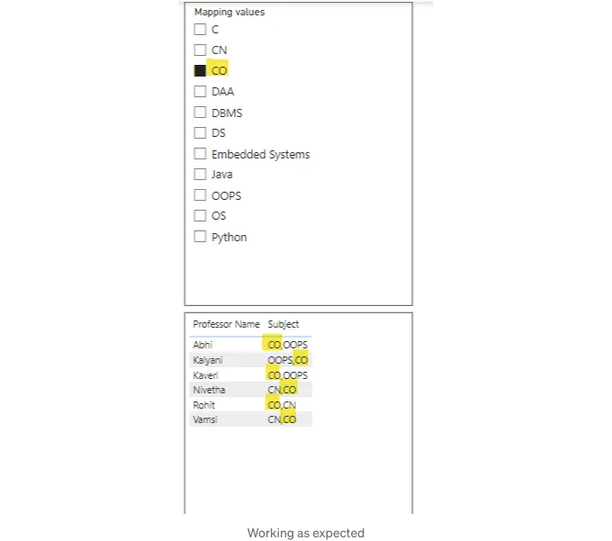 Mapping values
C
CN
CO
DAA
DBMS
DS
Embedded Systems
Java
OOPS
OS
Python
Professor Name Subject
Abhi CO,OOPS
Kalyani OOPS,CO
Kaveri CO,OOPS
Nivetha CN,CO
Rohit CO,CN
Vamsi CN,CO
Working as expected